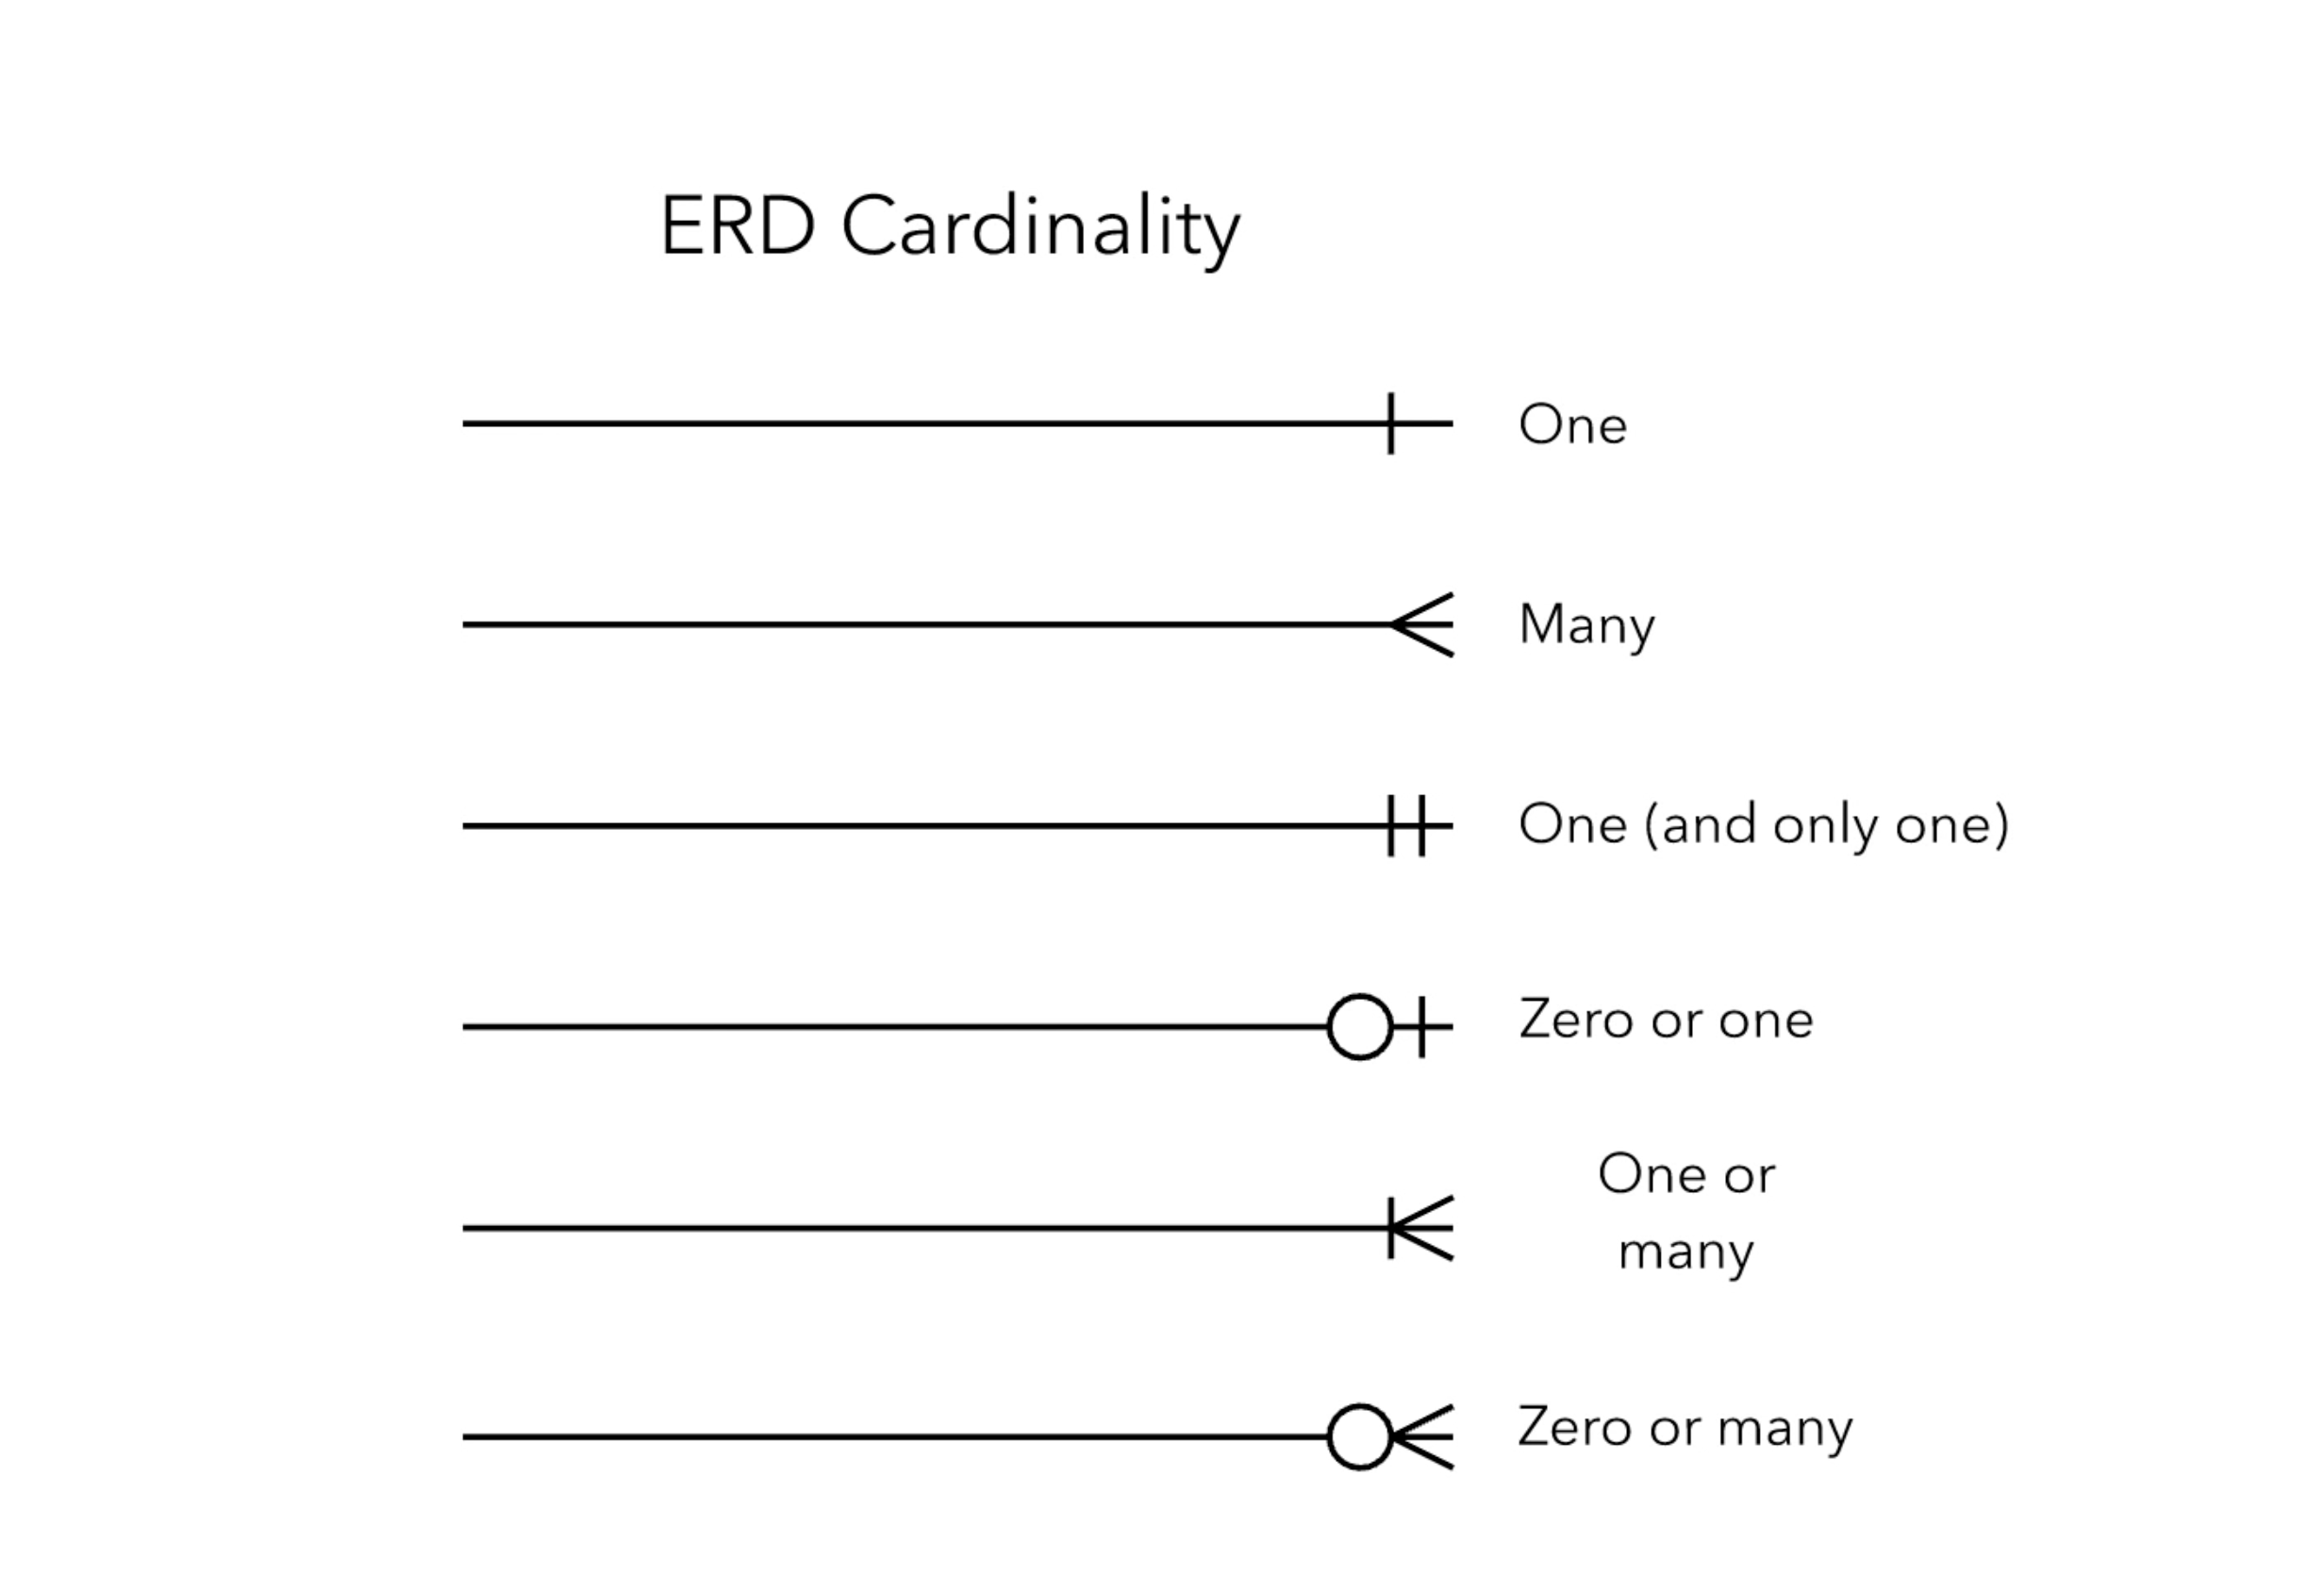 ERD Cardinality
One
Many
One (and only one)
Zero or one
One or
many
Zero or many